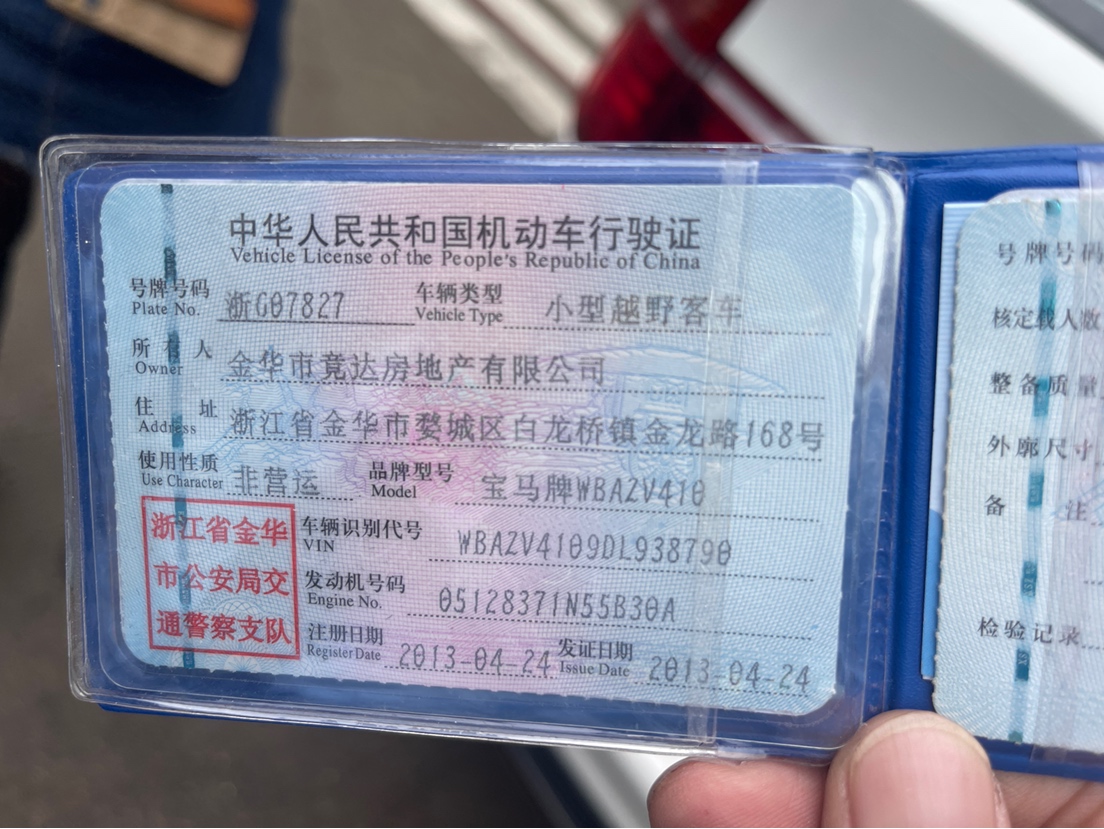 中华人民共和国机动车行驶证
Vehicle License of the People's Republic of China
号牌号码 浙G07827 车辆类型 小型越野客车
Plate No. Vehicle Type
所有人 金华市竟达房地产有限公司
Owner
住址 浙江省金华市婺城区白龙桥镇金龙路168号
Address
使用性质 非营运 品牌型号 宝马牌WBAZV410
Use Character Model
浙江省金华
市公安局交
通警察支队
车辆识别代号 WBAZV4109DL938790
VIN
发动机号码 05128371N55B30A
Engine No.
注册日期 2013-04-24 发证日期 2013-04-24
Register Date Issue Date
号牌号码
核定载人数
整备质量
外廓尺寸
备注
检验记录